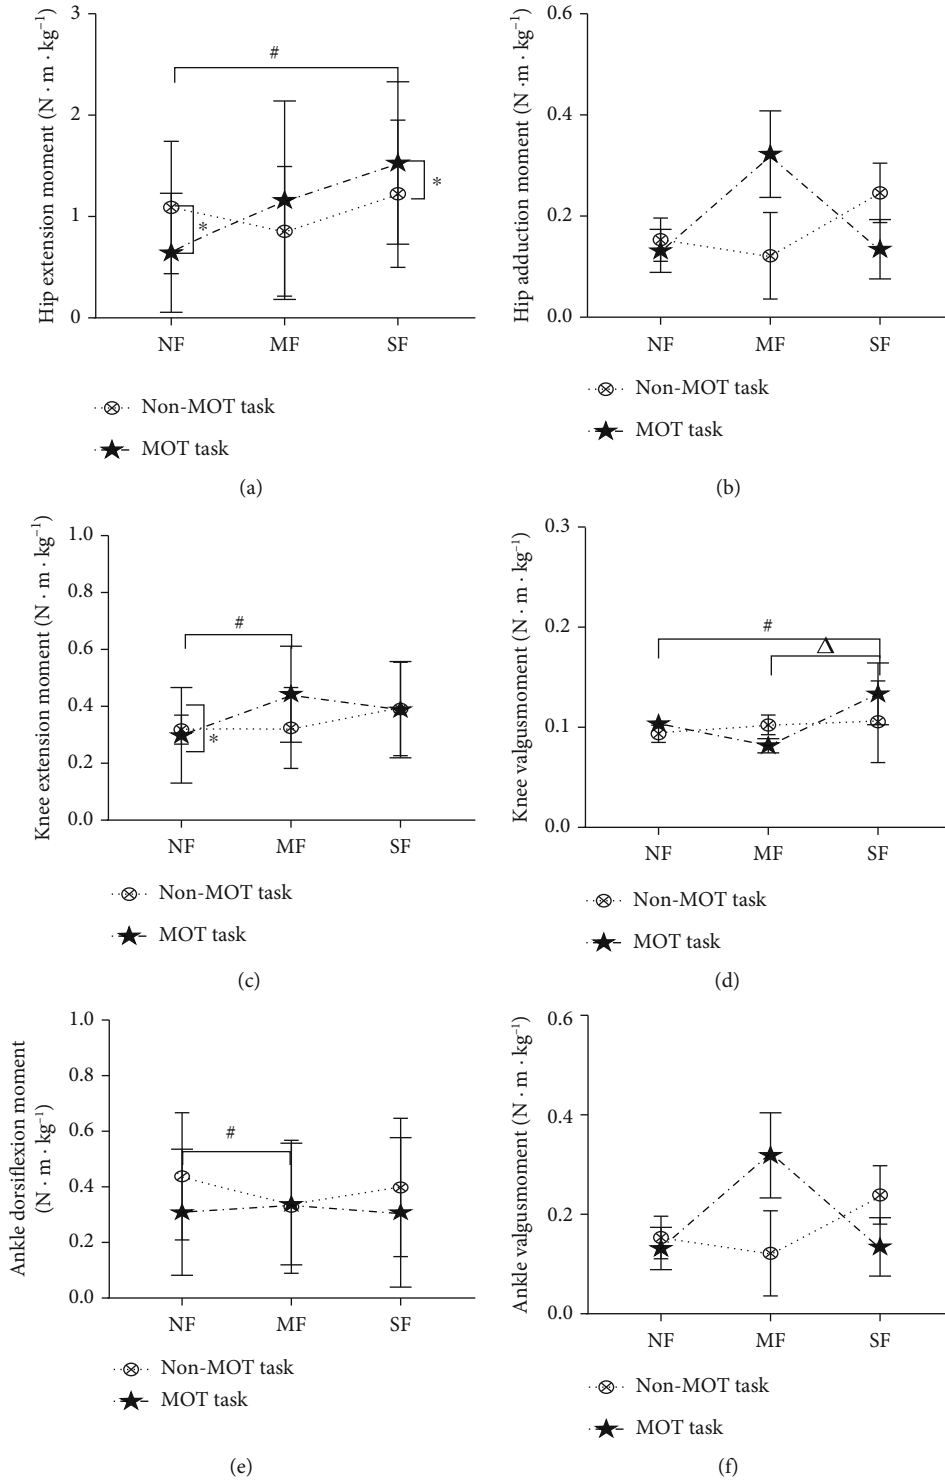 Hip extension moment (N · m · kg⁻¹)
3
2
1
0
#
*
*
NF MF SF
Non-MOT task
MOT task
(a)
Hip adduction moment (N · m · kg⁻¹)
0.6
0.4
0.2
0.0
NF MF SF
Non-MOT task
MOT task
(b)
Knee extension moment (N · m · kg⁻¹)
1.0
0.8
0.6
0.4
0.2
0.0
#
*
NF MF SF
Non-MOT task
MOT task
(c)
Knee valgusmoment (N · m · kg⁻¹)
0.3
0.2
0.1
0.0
#
Δ
NF MF SF
Non-MOT task
MOT task
(d)
Ankle dorsiflexion moment
(N · m · kg⁻¹)
1.0
0.8
0.6
0.4
0.2
0.0
#
NF MF SF
Non-MOT task
MOT task
(e)
Ankle valgusmoment (N · m · kg⁻¹)
0.6
0.4
0.2
0.0
NF MF SF
Non-MOT task
MOT task
(f)